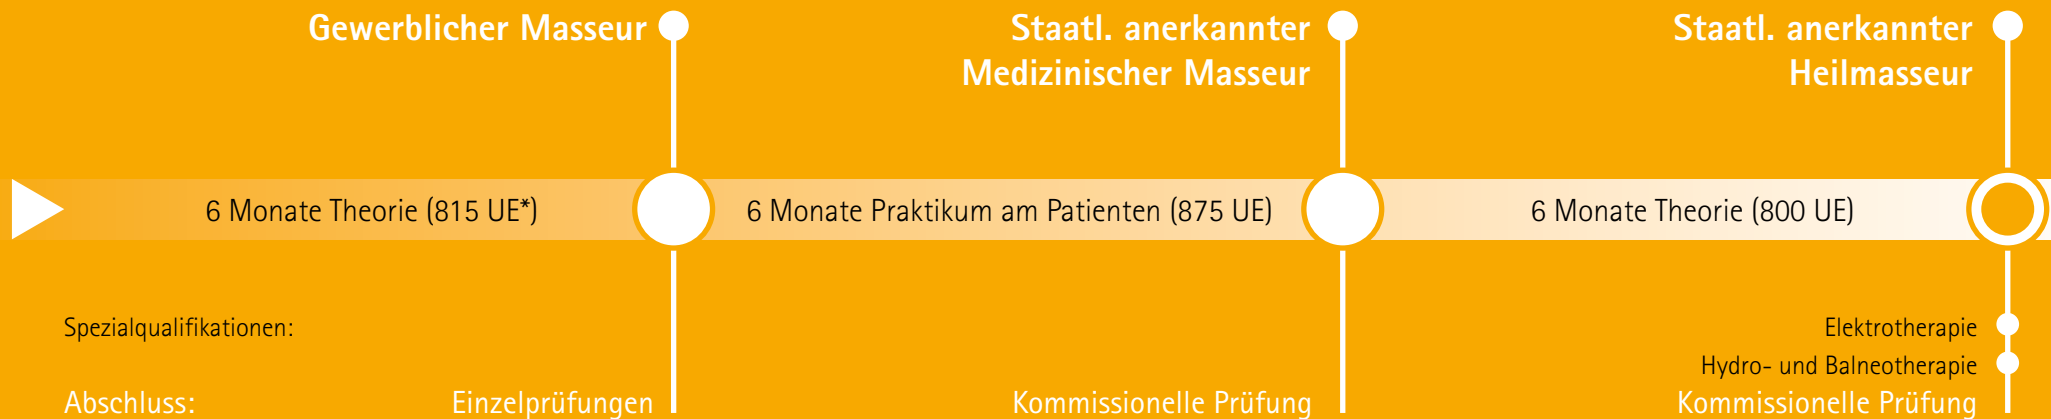 Gewerblicher Masseur
Staatl. anerkannter
Medizinischer Masseur
Staatl. anerkannter
Heilmasseur
6 Monate Theorie (815 UE*)
6 Monate Praktikum am Patienten (875 UE)
6 Monate Theorie (800 UE)
Spezialqualifikationen:
Elektrotherapie
Hydro- und Balneotherapie
Abschluss:
Einzelprüfungen
Kommissionelle Prüfung
Kommissionelle Prüfung